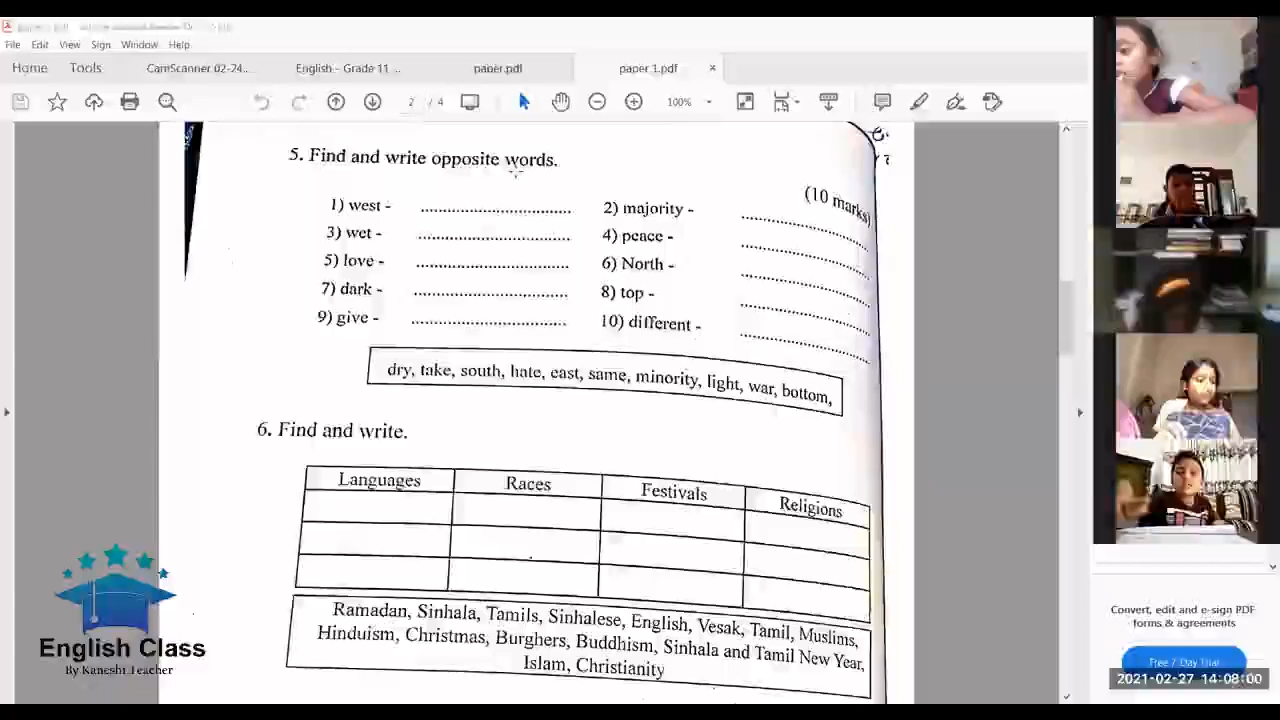 File Edit View Sign Window Help
Home Tools CamScanner 02-24... English - Grade 11 ... paper.pdf paper 1.pdf ×
2 / 4 100%
5. Find and write opposite words.
(10 marks)
1) west - ........................ 2) majority - ........................
3) wet - ........................ 4) peace - ........................
5) love - ........................ 6) North - ........................
7) dark - ........................ 8) top - ........................
9) give - ........................ 10) different - ........................
dry, take, south, hate, east, same, minority, light, war, bottom,
6. Find and write.
Languages Races Festivals Religions
Ramadan, Sinhala, Tamils, Sinhalese, English, Vesak, Tamil, Muslims,
Hinduism, Christmas, Burghers, Buddhism, Sinhala and Tamil New Year,
Islam, Christianity
English Class
By Kaneshi Teacher
Convert, edit and e-sign PDF
forms & agreements
Free 7-Day Trial
2021-02-27 14:08:00